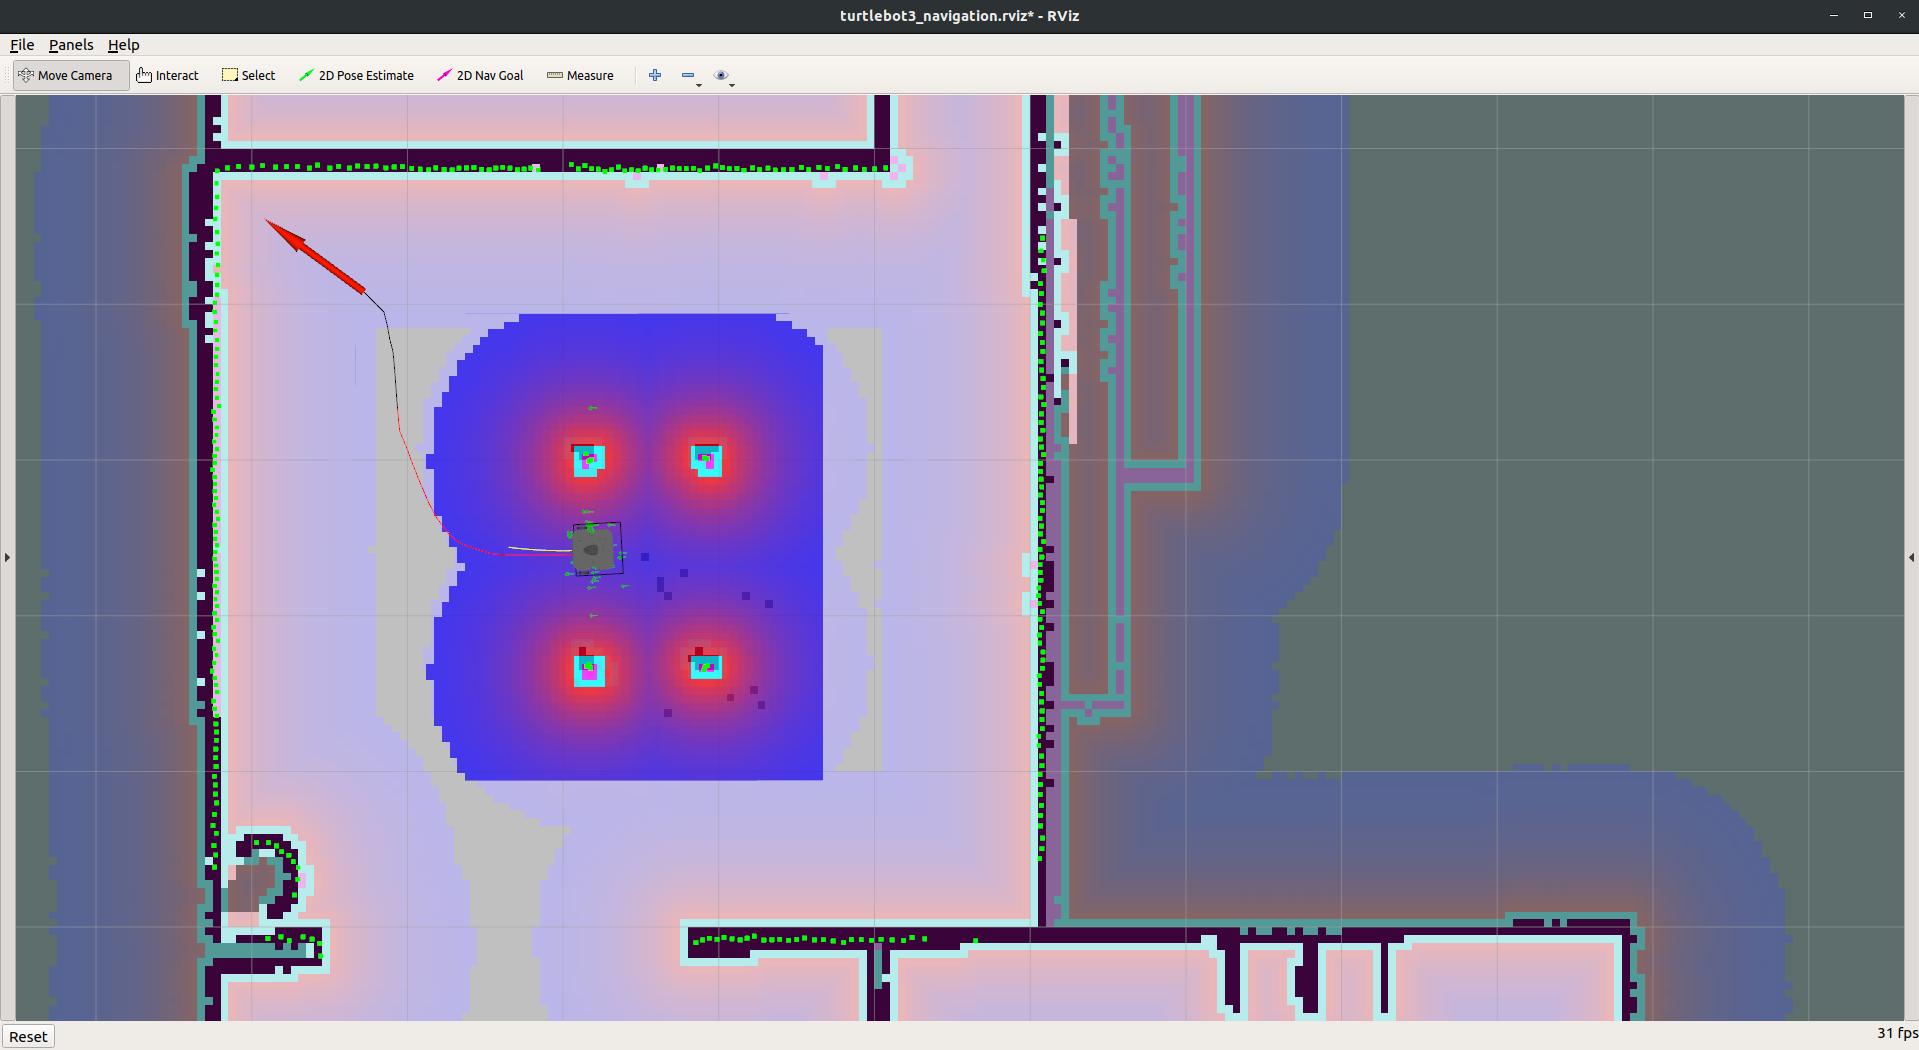 turtlebot3_navigation.rviz* - RViz
File Panels Help
Move Camera Interact Select 2D Pose Estimate 2D Nav Goal Measure
Reset
31 fps